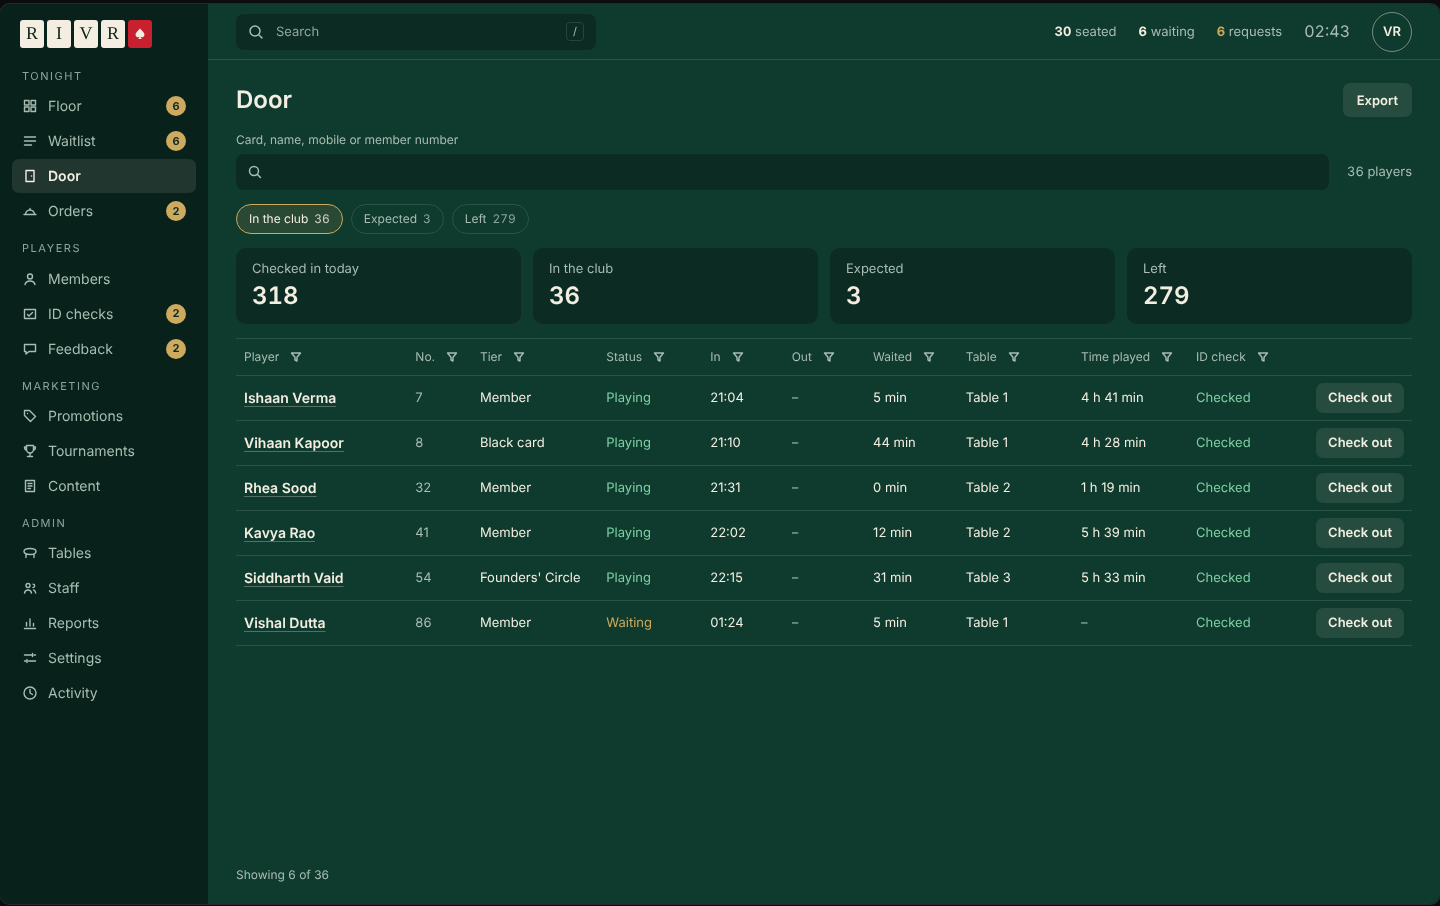 RIVR
Search /
30 seated 6 waiting 6 requests 02:43 VR
TONIGHT
Floor 6
Waitlist 6
Door
Orders 2
PLAYERS
Members
ID checks 2
Feedback 2
MARKETING
Promotions
Tournaments
Content
ADMIN
Tables
Staff
Reports
Settings
Activity
Door
Export
Card, name, mobile or member number
36 players
In the club 36 Expected 3 Left 279
Checked in today In the club Expected Left
318 36 3 279
Player No. Tier Status In Out Waited Table Time played ID check
Ishaan Verma 7 Member Playing 21:04 – 5 min Table 1 4 h 41 min Checked Check out
Vihaan Kapoor 8 Black card Playing 21:10 – 44 min Table 1 4 h 28 min Checked Check out
Rhea Sood 32 Member Playing 21:31 – 0 min Table 2 1 h 19 min Checked Check out
Kavya Rao 41 Member Playing 22:02 – 12 min Table 2 5 h 39 min Checked Check out
Siddharth Vaid 54 Founders' Circle Playing 22:15 – 31 min Table 3 5 h 33 min Checked Check out
Vishal Dutta 86 Member Waiting 01:24 – 5 min Table 1 – Checked Check out
Showing 6 of 36